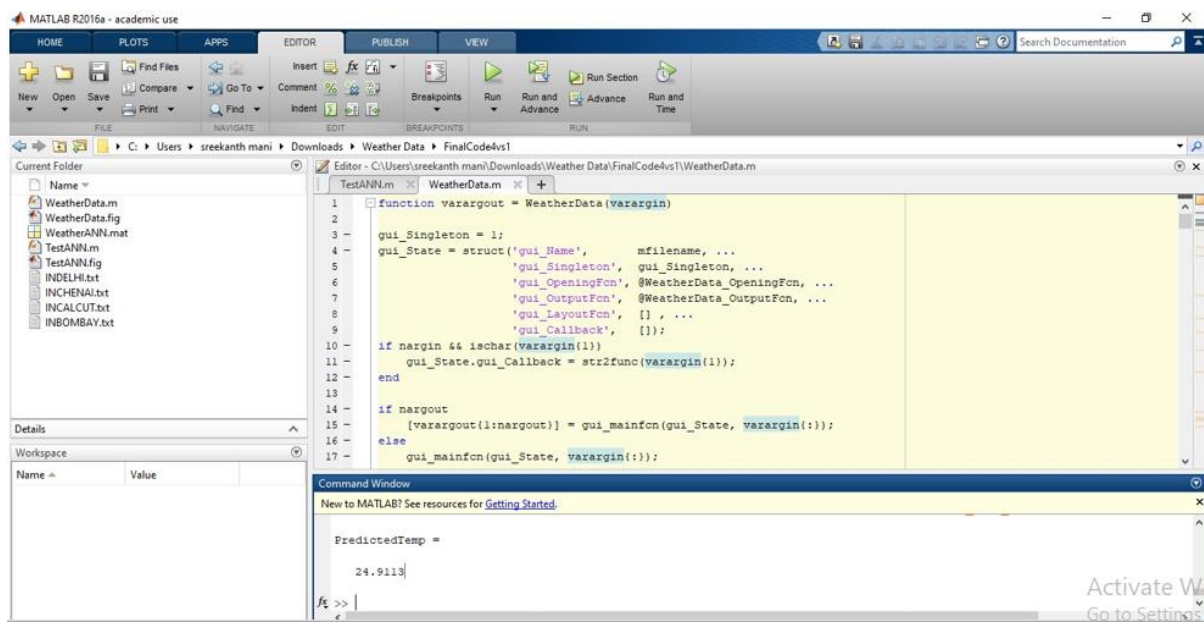 MATLAB R2016a - academic use
HOME PLOTS APPS EDITOR PUBLISH VIEW Search Documentation
New Open Save Find Files Compare Print
Go To Find
Insert fx
Comment %
Indent
Breakpoints Run Run and Advance Run Section Advance Run and Time
FILE NAVIGATE EDIT BREAKPOINTS RUN
C: Users sreekanth mani Downloads Weather Data FinalCode4vs1
Current Folder
Name
WeatherData.m
WeatherData.fig
WeatherANN.mat
TestANN.m
TestANN.fig
INDELHI.txt
INCHENAI.txt
INCALCUT.txt
INBOMBAY.txt
Details
Workspace
Name Value
Editor - C:\Users\sreekanth mani\Downloads\Weather Data\FinalCode4vs1\WeatherData.m
TestANN.m WeatherData.m +
1 function varargout = WeatherData(varargin)
2
3 - gui_Singleton = 1;
4 - gui_State = struct('gui_Name', mfilename, ...
5 'gui_Singleton', gui_Singleton, ...
6 'gui_OpeningFcn', @WeatherData_OpeningFcn, ...
7 'gui_OutputFcn', @WeatherData_OutputFcn, ...
8 'gui_LayoutFcn', [] , ...
9 'gui_Callback', []);
10 - if nargin && ischar(varargin{1})
11 - gui_State.gui_Callback = str2func(varargin{1});
12 - end
13
14 - if nargout
15 - [varargout{1:nargout}] = gui_mainfcn(gui_State, varargin{:});
16 - else
17 - gui_mainfcn(gui_State, varargin{:});
Command Window
New to MATLAB? See resources for Getting Started.
PredictedTemp =
24.9113
fx >>
Activate W
Go to Settings